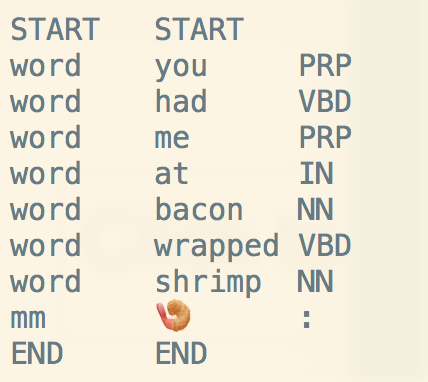 START START
word you PRP
word had VBD
word me PRP
word at IN
word bacon NN
word wrapped VBD
word shrimp NN
mm 🍤 :
END END